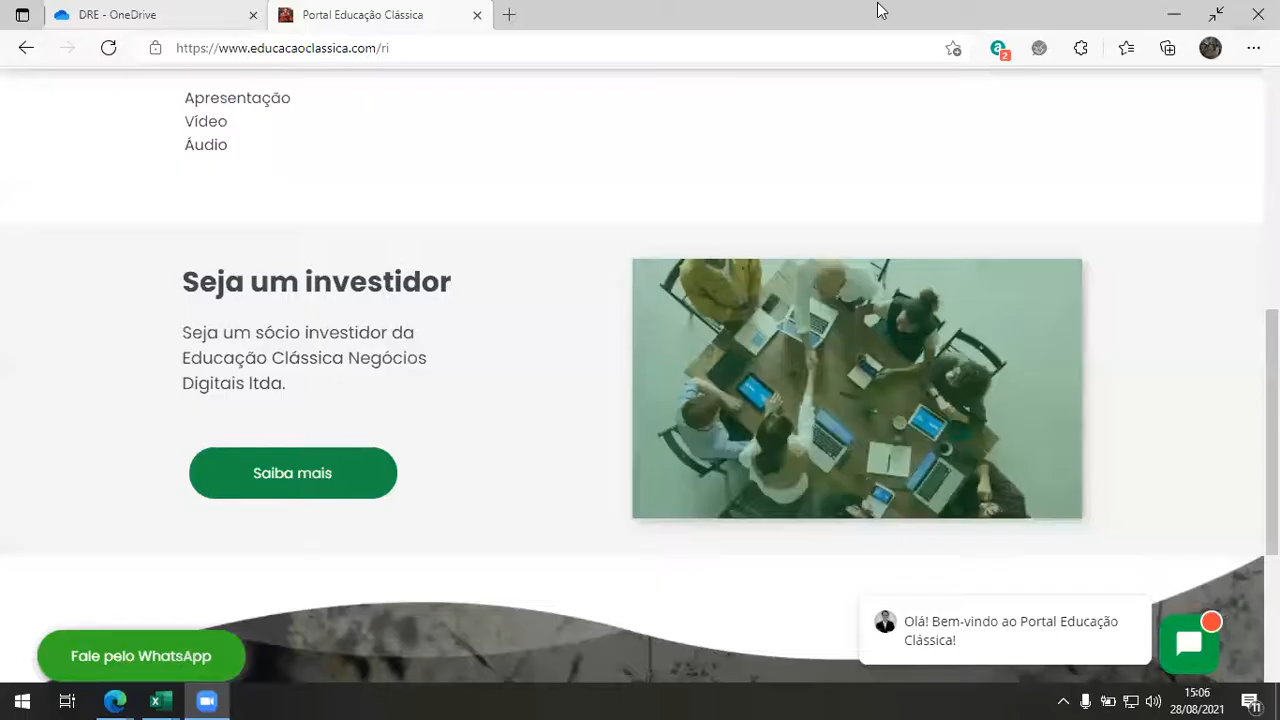 DRE - OneDrive
Portal Educação Clássica
https://www.educacaoclassica.com/ri
2
Apresentação
Vídeo
Áudio
Seja um investidor
Seja um sócio investidor da
Educação Clássica Negócios
Digitais ltda.
Saiba mais
Olá! Bem-vindo ao Portal Educação
Clássica!
Fale pelo WhatsApp
15:06
28/08/2021
11